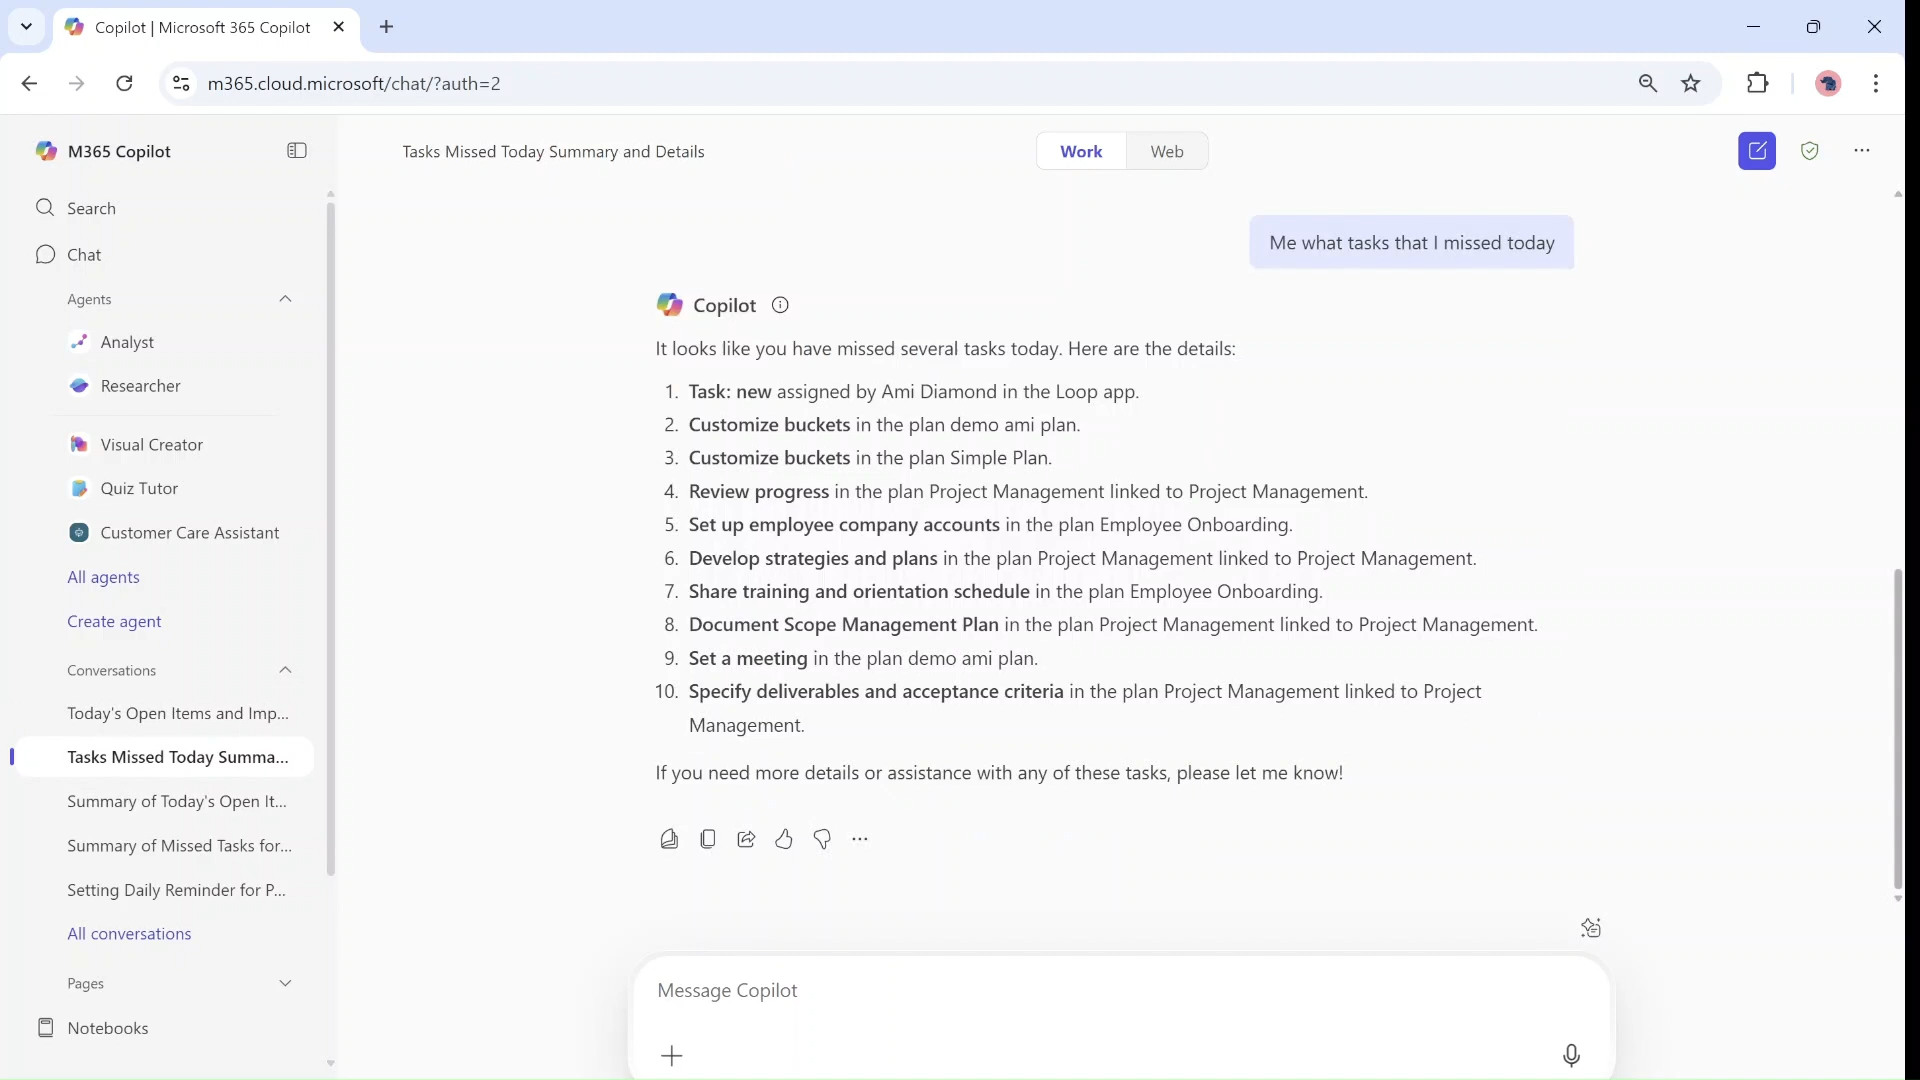 Copilot | Microsoft 365 Copilot
m365.cloud.microsoft/chat/?auth=2
M365 Copilot
Search
Chat
Agents
Analyst
Researcher
Visual Creator
Quiz Tutor
Customer Care Assistant
All agents
Create agent
Conversations
Today's Open Items and Imp...
Tasks Missed Today Summa...
Summary of Today's Open It...
Summary of Missed Tasks for...
Setting Daily Reminder for P...
All conversations
Pages
Notebooks
Tasks Missed Today Summary and Details
Work
Web
Me what tasks that I missed today
Copilot
It looks like you have missed several tasks today. Here are the details:
1. Task: new assigned by Ami Diamond in the Loop app.
2. Customize buckets in the plan demo ami plan.
3. Customize buckets in the plan Simple Plan.
4. Review progress in the plan Project Management linked to Project Management.
5. Set up employee company accounts in the plan Employee Onboarding.
6. Develop strategies and plans in the plan Project Management linked to Project Management.
7. Share training and orientation schedule in the plan Employee Onboarding.
8. Document Scope Management Plan in the plan Project Management linked to Project Management.
9. Set a meeting in the plan demo ami plan.
10. Specify deliverables and acceptance criteria in the plan Project Management linked to Project
Management.
If you need more details or assistance with any of these tasks, please let me know!
Message Copilot